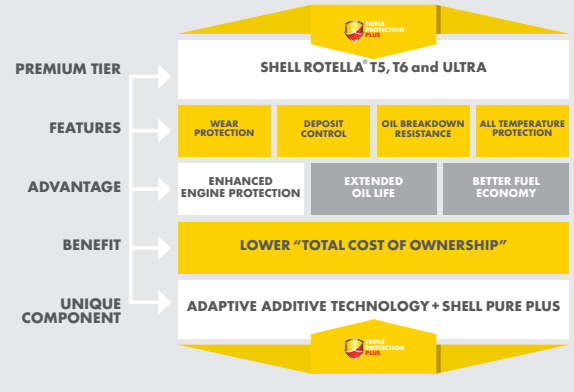 TRIPLE
PROTECTION
PLUS
PREMIUM TIER
SHELL ROTELLA® T5, T6 and ULTRA
FEATURES
WEAR
PROTECTION
DEPOSIT
CONTROL
OIL BREAKDOWN
RESISTANCE
ALL TEMPERATURE
PROTECTION
ADVANTAGE
ENHANCED
ENGINE PROTECTION
EXTENDED
OIL LIFE
BETTER FUEL
ECONOMY
BENEFIT
LOWER “TOTAL COST OF OWNERSHIP”
UNIQUE
COMPONENT
ADAPTIVE ADDITIVE TECHNOLOGY + SHELL PURE PLUS
TRIPLE
PROTECTION
PLUS